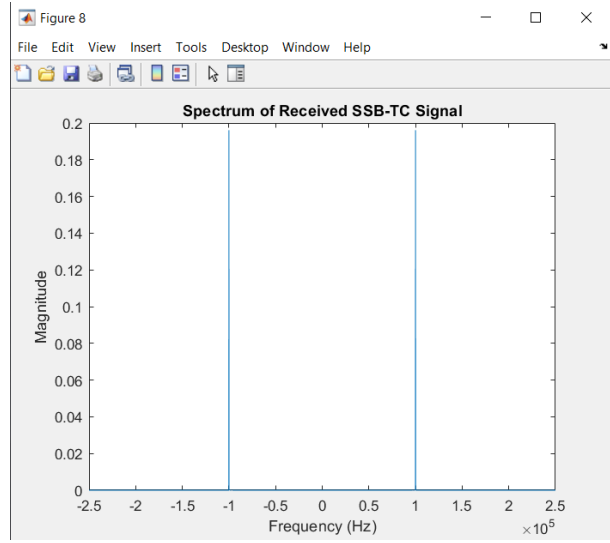 Figure 8
File Edit View Insert Tools Desktop Window Help
Spectrum of Received SSB-TC Signal
0.2
0.18
0.16
0.14
0.12
0.1
0.08
0.06
0.04
0.02
0
Magnitude
-2.5 -2 -1.5 -1 -0.5 0 0.5 1 1.5 2 2.5
Frequency (Hz)
×10^5